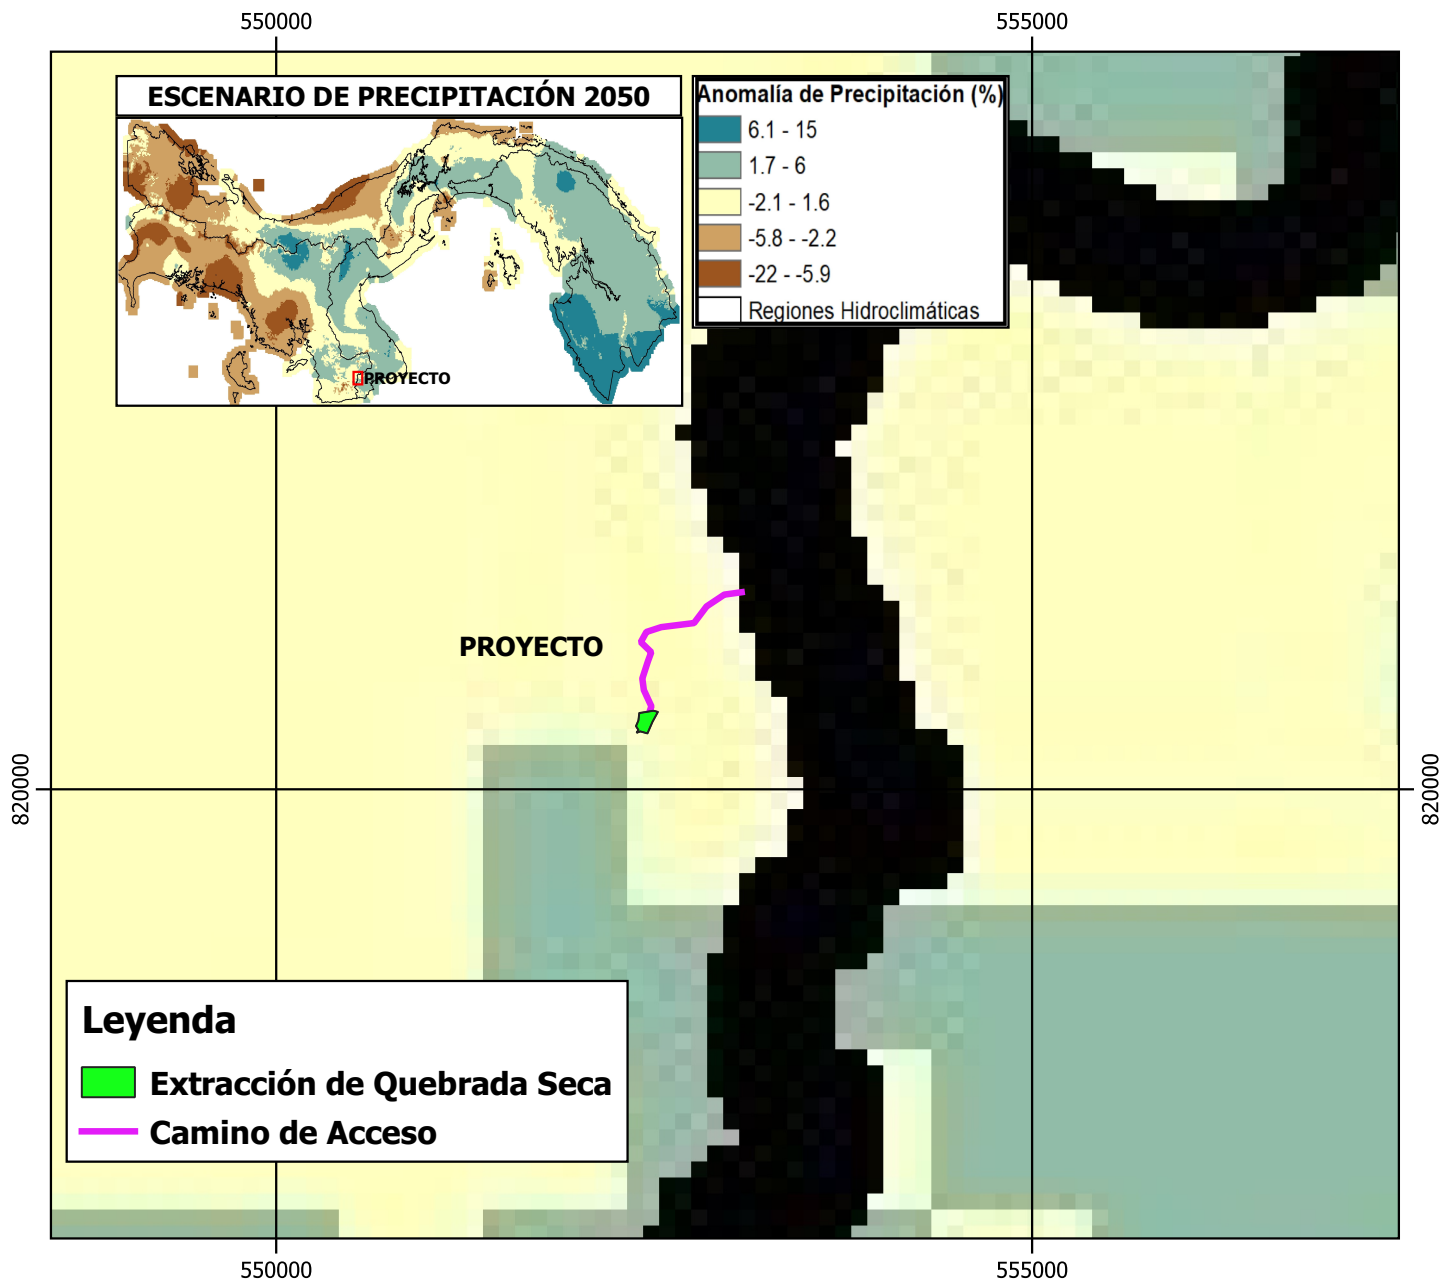 550000
555000
ESCENARIO DE PRECIPITACIÓN 2050
PROYECTO
Anomalía de Precipitación (%)
6.1 - 15
1.7 - 6
-2.1 - 1.6
-5.8 - -2.2
-22 - -5.9
Regiones Hidroclimáticas
PROYECTO
820000
820000
Leyenda
Extracción de Quebrada Seca
Camino de Acceso
550000
555000